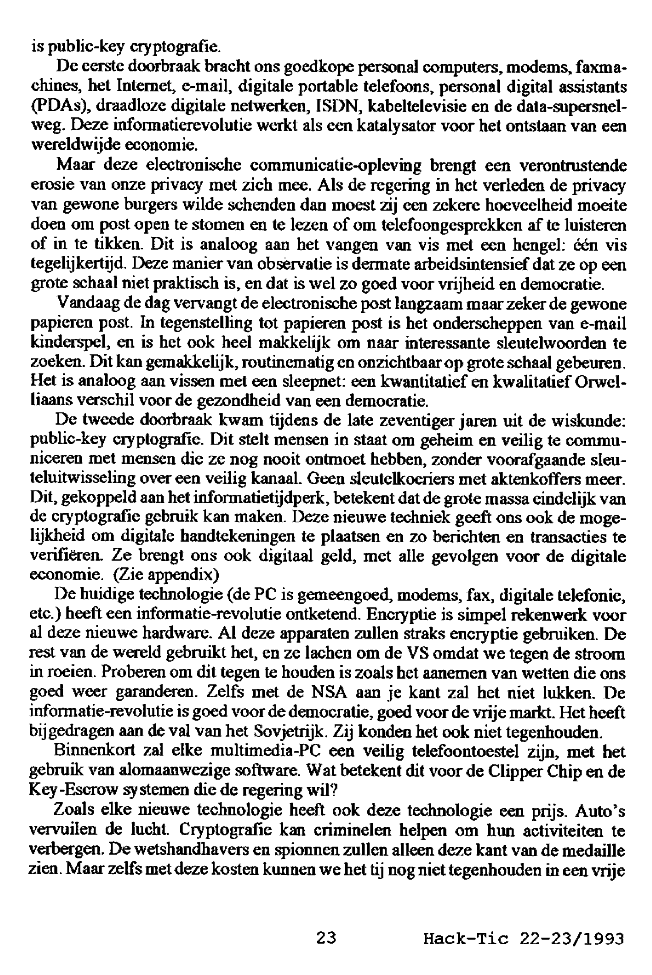 is public-key cryptografie.
De eerste doorbraak bracht ons goedkope personal computers, modems, faxma-
chines, het Internet, e-mail, digitale portable telefoons, personal digital assistants
(PDAs), draadloze digitale netwerken, ISDN, kabeltelevisie en de data-supersnel-
weg. Deze informatierevolutie werkt als een katalysator voor het ontstaan van een
wereldwijde economie.
Maar deze electronische communicatie-opleving brengt een verontrustende
erosie van onze privacy met zich mee. Als de regering in het verleden de privacy
van gewone burgers wilde schenden dan moest zij een zekere hoeveelheid moeite
doen om post open te stomen en te lezen of om telefoongesprekken af te luisteren
of in te tikken. Dit is analoog aan het vangen van vis met een hengel: één vis
tegelijkertijd. Deze manier van observatie is dermate arbeidsintensief dat ze op een
grote schaal niet praktisch is, en dat is wel zo goed voor vrijheid en democratie.
Vandaag de dag vervangt de electronische post langzaam maar zeker de gewone
papieren post. In tegenstelling tot papieren post is het onderscheppen van e-mail
kinderspel, en is het ook heel makkelijk om naar interessante sleutelwoorden te
zoeken. Dit kan gemakkelijk, routinematig en onzichtbaar op grote schaal gebeuren.
Het is analoog aan vissen met een sleepnet: een kwantitatief en kwalitatief Orwel-
liaans verschil voor de gezondheid van een democratie.
De tweede doorbraak kwam tijdens de late zeventiger jaren uit de wiskunde:
public-key cryptografie. Dit stelt mensen in staat om geheim en veilig te commu-
niceren met mensen die ze nog nooit ontmoet hebben, zonder voorafgaande sleu-
teluitwisseling over een veilig kanaal. Geen sleutelkoeriers met aktenkoffers meer.
Dit, gekoppeld aan het informatietijdperk, betekent dat de grote massa eindelijk van
de cryptografie gebruik kan maken. Deze nieuwe techniek geeft ons ook de moge-
lijkheid om digitale handtekeningen te plaatsen en zo berichten en transacties te
verifiëren. Ze brengt ons ook digitaal geld, met alle gevolgen voor de digitale
economie. (Zie appendix)
De huidige technologie (de PC is gemeengoed, modems, fax, digitale telefonie,
etc.) heeft een informatie-revolutie ontketend. Encryptie is simpel rekenwerk voor
al deze nieuwe hardware. Al deze apparaten zullen straks encryptie gebruiken. De
rest van de wereld gebruikt het, en ze lachen om de VS omdat we tegen de stroom
in roeien. Proberen om dit tegen te houden is zoals het aanemen van wetten die ons
goed weer garanderen. Zelfs met de NSA aan je kant zal het niet lukken. De
informatie-revolutie is goed voor de democratie, goed voor de vrije markt. Het heeft
bijgedragen aan de val van het Sovjetrijk. Zij konden het ook niet tegenhouden.
Binnenkort zal elke multimedia-PC een veilig telefoontoestel zijn, met het
gebruik van alomaanwezige software. Wat betekent dit voor de Clipper Chip en de
Key-Escrow systemen die de regering wil?
Zoals elke nieuwe technologie heeft ook deze technologie een prijs. Auto's
vervuilen de lucht. Cryptografie kan criminelen helpen om hun activiteiten te
verbergen. De wetshandhavers en spionnen zullen alleen deze kant van de medaille
zien. Maar zelfs met deze kosten kunnen we het tij nog niet tegenhouden in een vrije
23 Hack-Tic 22-23/1993